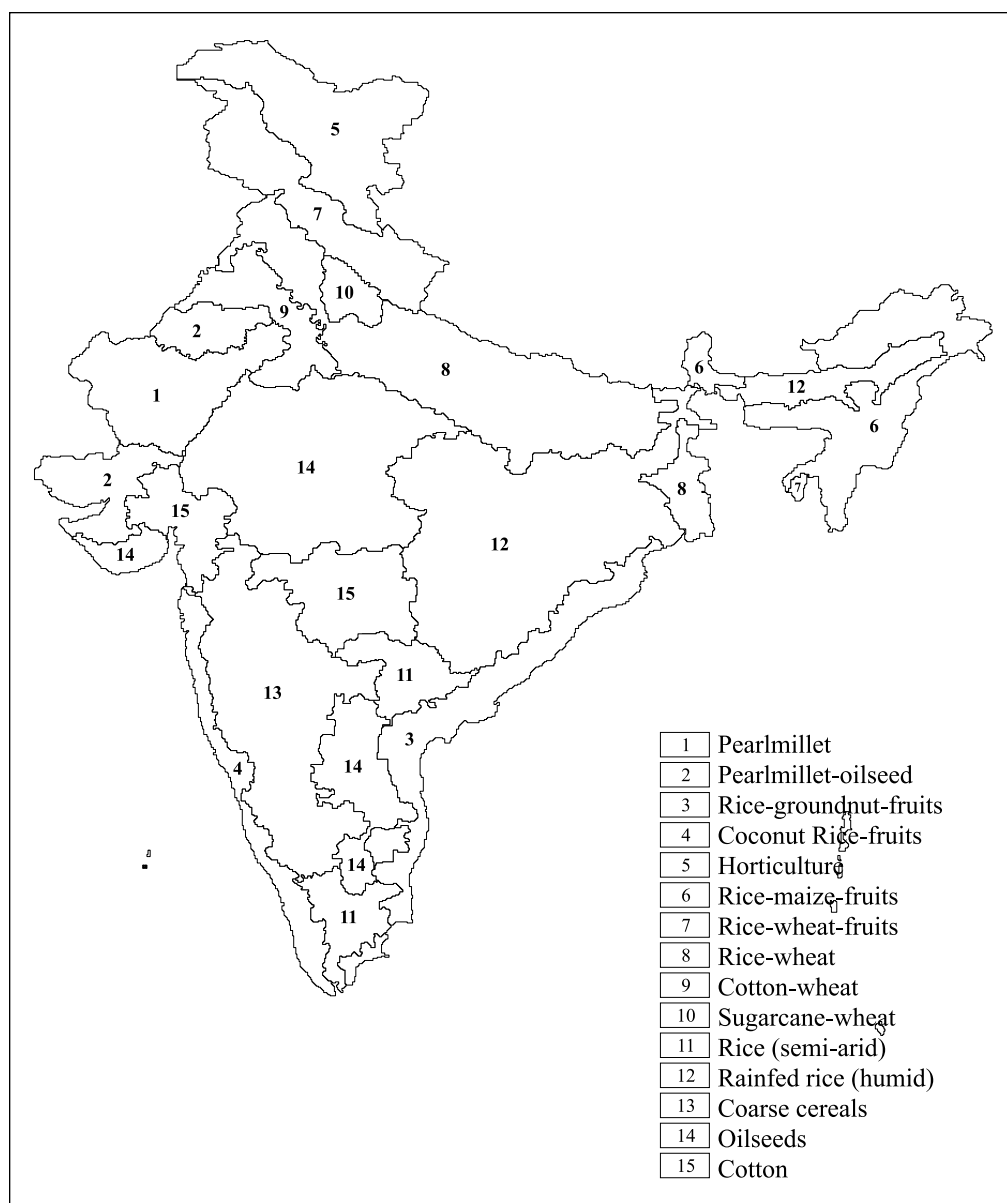 5
7
10
9
2
8
6
12
1
6
14
2
8
7
15
12
14
15
11
13
3
14
4
14
11
1 Pearlmillet
2 Pearlmillet-oilseed
3 Rice-groundnut-fruits
4 Coconut Rice-fruits
5 Horticulture
6 Rice-maize-fruits
7 Rice-wheat-fruits
8 Rice-wheat
9 Cotton-wheat
10 Sugarcane-wheat
11 Rice (semi-arid)
12 Rainfed rice (humid)
13 Coarse cereals
14 Oilseeds
15 Cotton